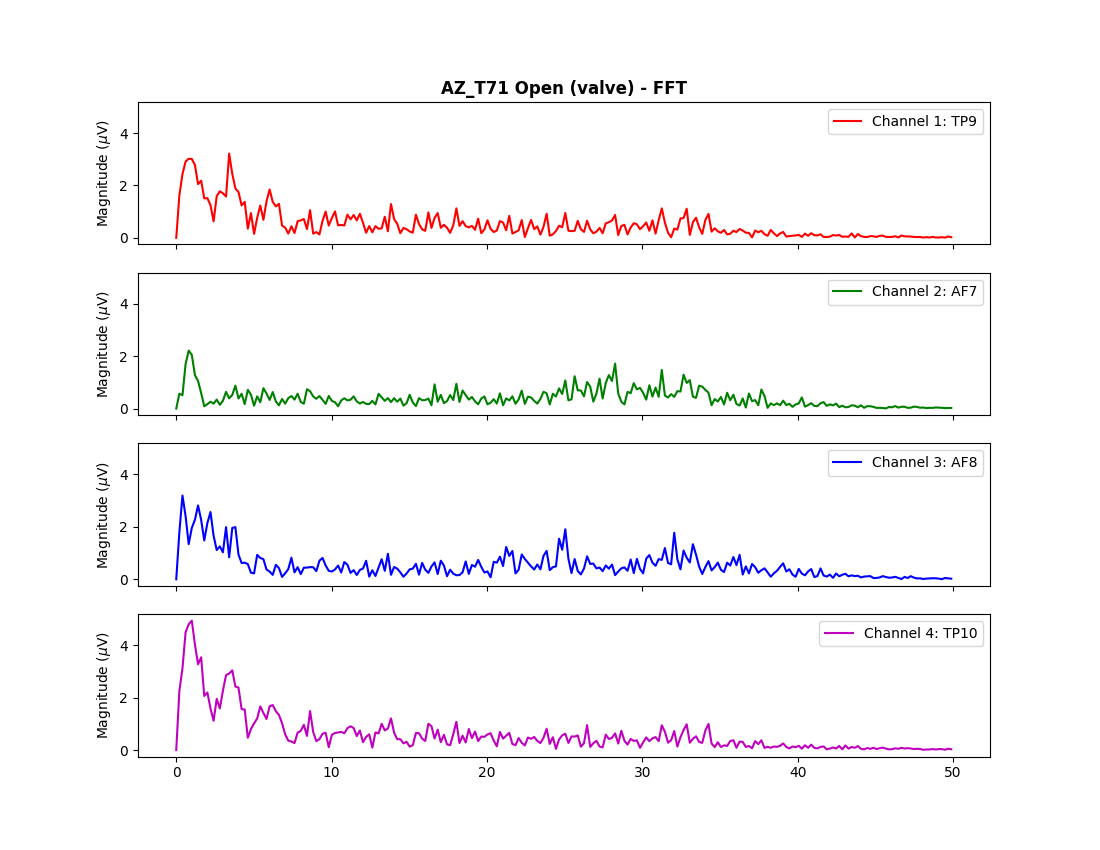 AZ_T71 Open (valve) - FFT
Magnitude (μV)
4
2
0
Channel 1: TP9
Magnitude (μV)
4
2
0
Channel 2: AF7
Magnitude (μV)
4
2
0
Channel 3: AF8
Magnitude (μV)
4
2
0
Channel 4: TP10
0 10 20 30 40 50